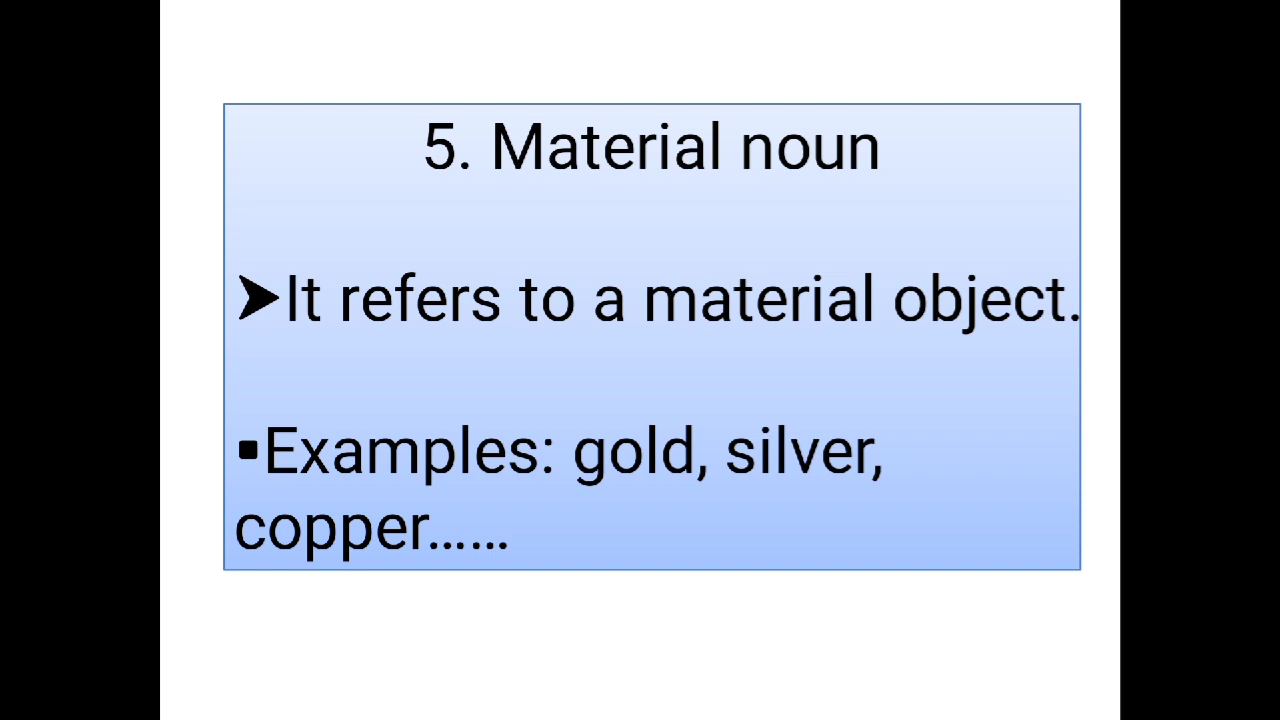 5. Material noun
➤It refers to a material object.
▪Examples: gold, silver,
copper……